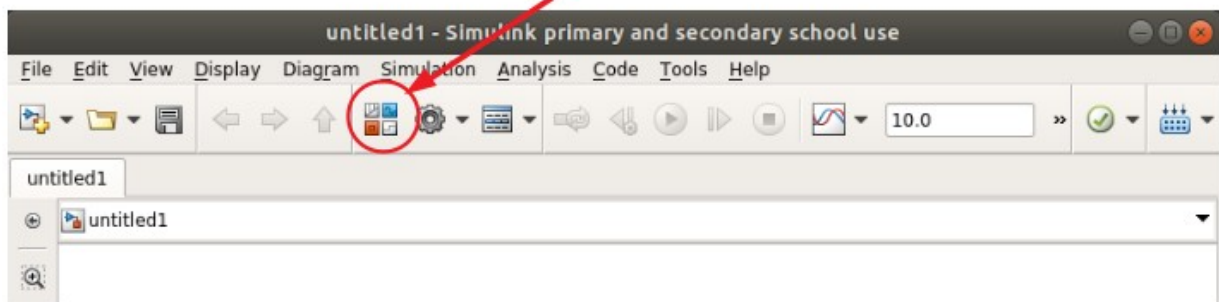 untitled1 - Simulink primary and secondary school use
File Edit View Display Diagram Simulation Analysis Code Tools Help
10.0 »
untitled1
untitled1